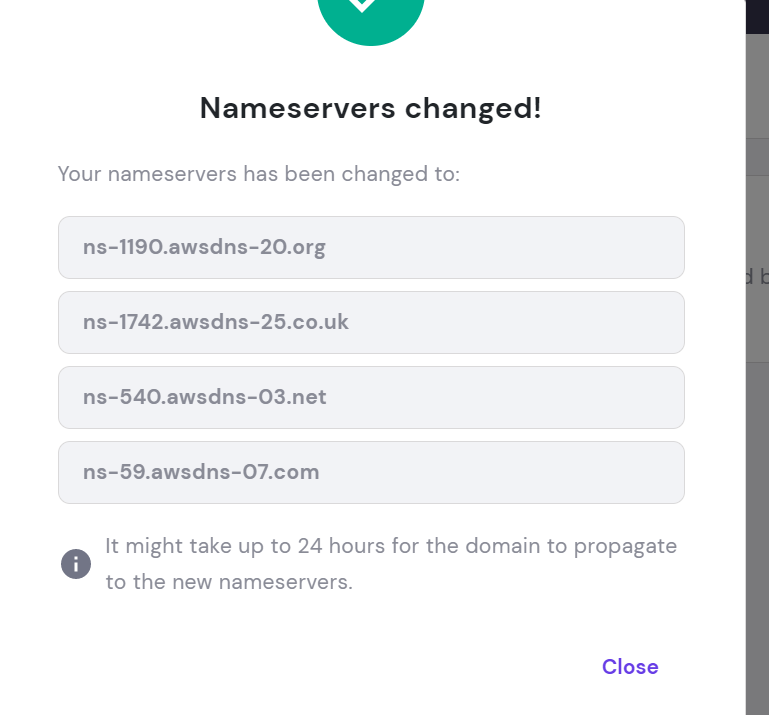 Nameservers changed!
Your nameservers has been changed to:
ns-1190.awsdns-20.org
ns-1742.awsdns-25.co.uk
ns-540.awsdns-03.net
ns-59.awsdns-07.com
It might take up to 24 hours for the domain to propagate
to the new nameservers.
Close